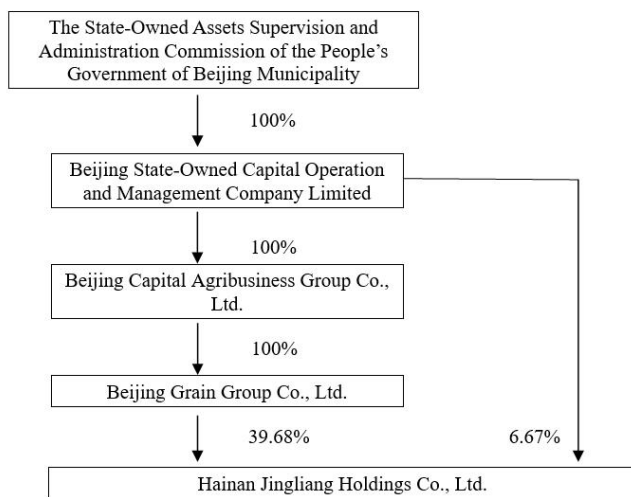 The State-Owned Assets Supervision and
Administration Commission of the People's
Government of Beijing Municipality
100%
Beijing State-Owned Capital Operation
and Management Company Limited
100%
Beijing Capital Agribusiness Group Co.,
Ltd.
100%
Beijing Grain Group Co., Ltd.
39.68%
6.67%
Hainan Jingliang Holdings Co., Ltd.